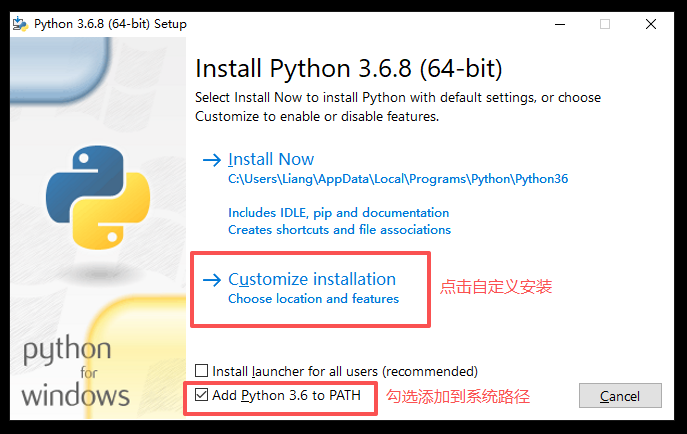 Python 3.6.8 (64-bit) Setup
Install Python 3.6.8 (64-bit)
Select Install Now to install Python with default settings, or choose
Customize to enable or disable features.
Install Now
C:\Users\Liang\AppData\Local\Programs\Python\Python36
Includes IDLE, pip and documentation
Creates shortcuts and file associations
Customize installation
Choose location and features
点击自定义安装
Install launcher for all users (recommended)
Add Python 3.6 to PATH
勾选添加到系统路径
Cancel
python
for
windows